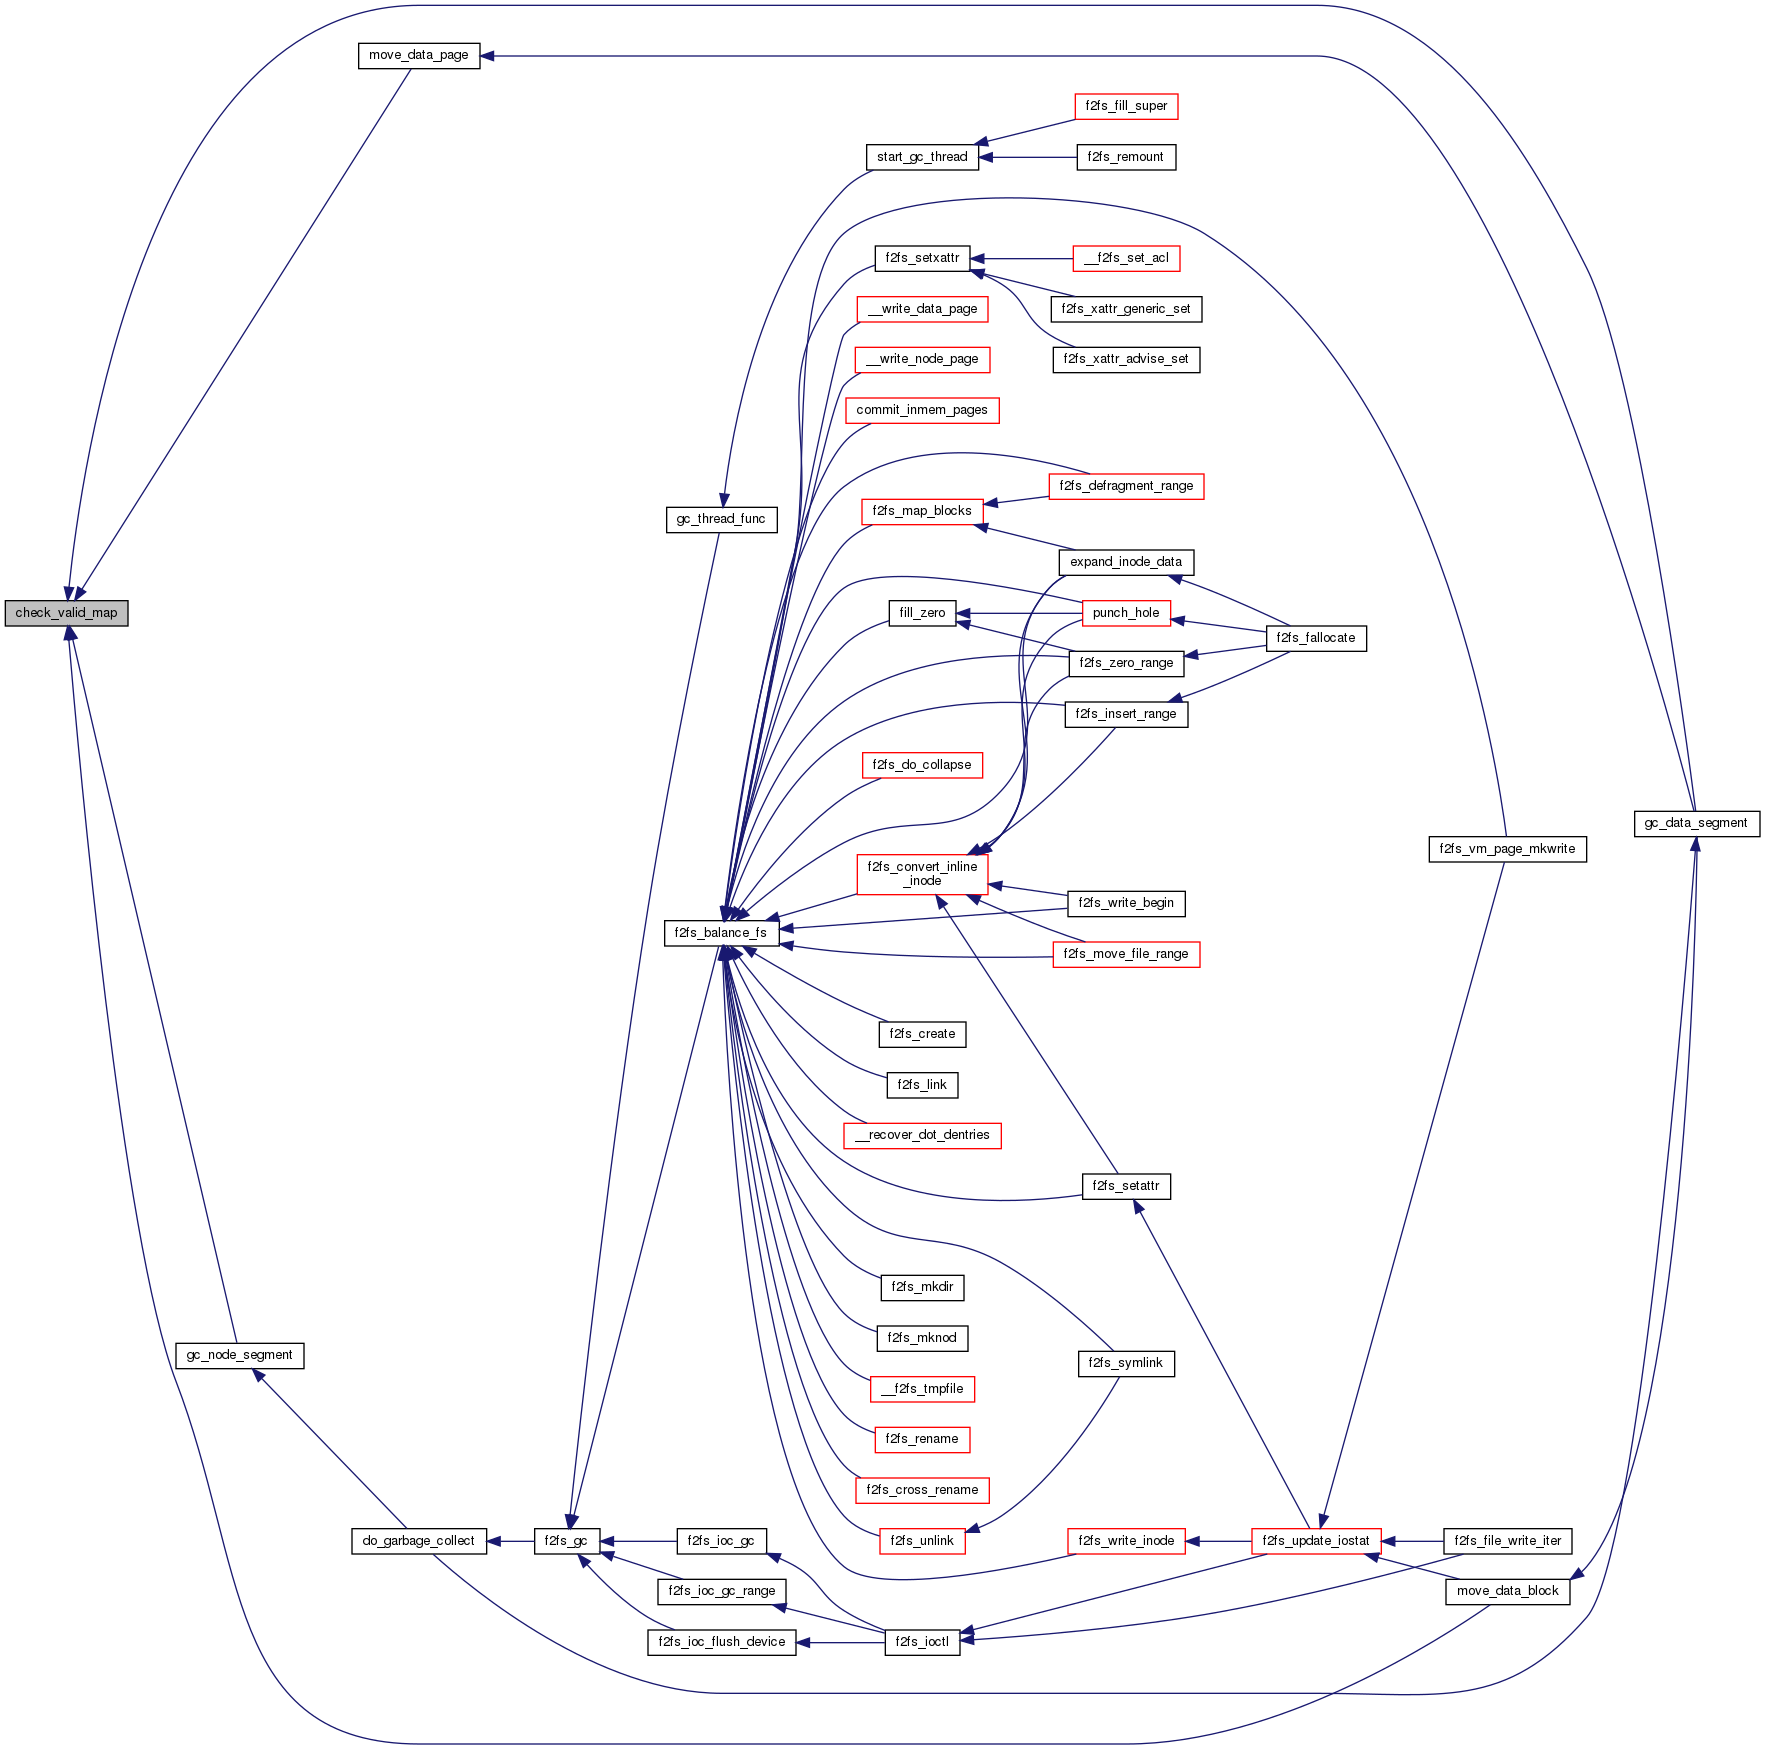 move_data_page
f2fs_fill_super
start_gc_thread
f2fs_remount
f2fs_setxattr
__f2fs_set_acl
__write_data_page
f2fs_xattr_generic_set
__write_node_page
f2fs_xattr_advise_set
commit_inmem_pages
f2fs_defragment_range
f2fs_map_blocks
gc_thread_func
expand_inode_data
check_valid_map
fill_zero
punch_hole
f2fs_fallocate
f2fs_zero_range
f2fs_insert_range
f2fs_do_collapse
gc_data_segment
f2fs_vm_page_mkwrite
f2fs_convert_inline
_inode
f2fs_write_begin
f2fs_balance_fs
f2fs_move_file_range
f2fs_create
f2fs_link
__recover_dot_dentries
f2fs_setattr
f2fs_mkdir
f2fs_mknod
gc_node_segment
f2fs_symlink
__f2fs_tmpfile
f2fs_rename
f2fs_cross_rename
do_garbage_collect
f2fs_gc
f2fs_ioc_gc
f2fs_unlink
f2fs_write_inode
f2fs_update_iostat
f2fs_file_write_iter
f2fs_ioc_gc_range
move_data_block
f2fs_ioc_flush_device
f2fs_ioctl